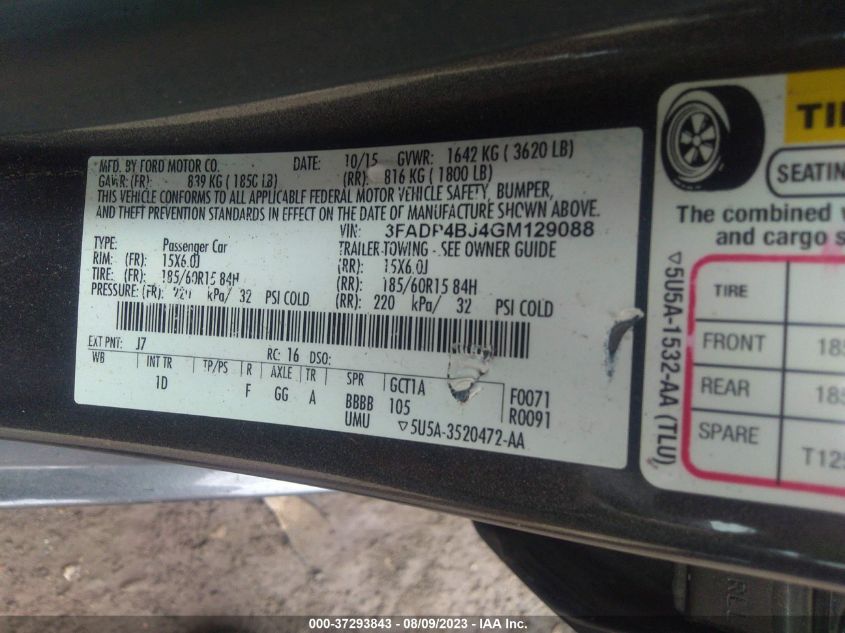 MFD. BY FORD MOTOR CO. DATE: 10/15 GVWR: 1642 KG ( 3620 LB)
GAWR: (FR): 839 KG ( 1850 LB) (RR): 816 KG ( 1800 LB)
THIS VEHICLE CONFORMS TO ALL APPLICABLE FEDERAL MOTOR VEHICLE SAFETY, BUMPER,
AND THEFT PREVENTION STANDARDS IN EFFECT ON THE DATE OF MANUFACTURE SHOWN ABOVE.
VIN: 3FADP4BJ4GM129088
TYPE: Passenger Car TRAILER TOWING - SEE OWNER GUIDE
RIM: (FR): 15X6.0J (RR): 15X6.0J
TIRE: (FR): 185/60R15 84H (RR): 185/60R15 84H
PRESSURE: (FR): 220 kPa/ 32 PSI COLD (RR): 220 kPa/ 32 PSI COLD
EXT PNT: J7 RC: 16 DSO:
WB INT TR TP/PS R AXLE TR SPR GCT1A F0071
1D F GG A BBBB 105 R0091
UMU ▽5U5A-3520472-AA
▽5U5A-1532-AA (TLU)
SEATING
The combined
and cargo
TIRE
FRONT
REAR
SPARE
000-37293843 - 08/09/2023 - IAA Inc.